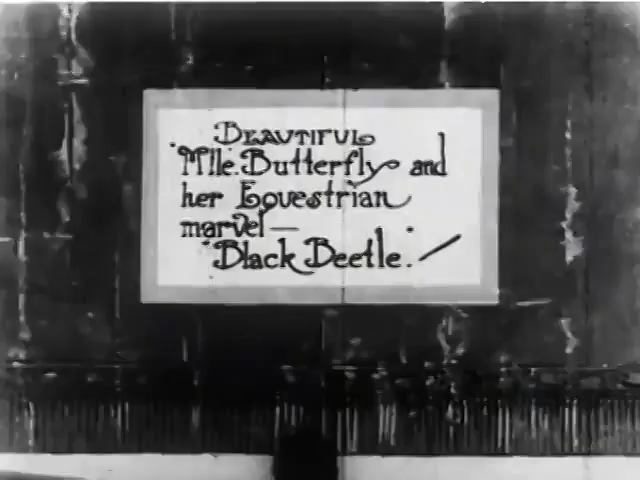 BEAUTIFUL
"Mlle. Butterfly and
her Equestrian
marvel—
"Black Beetle."